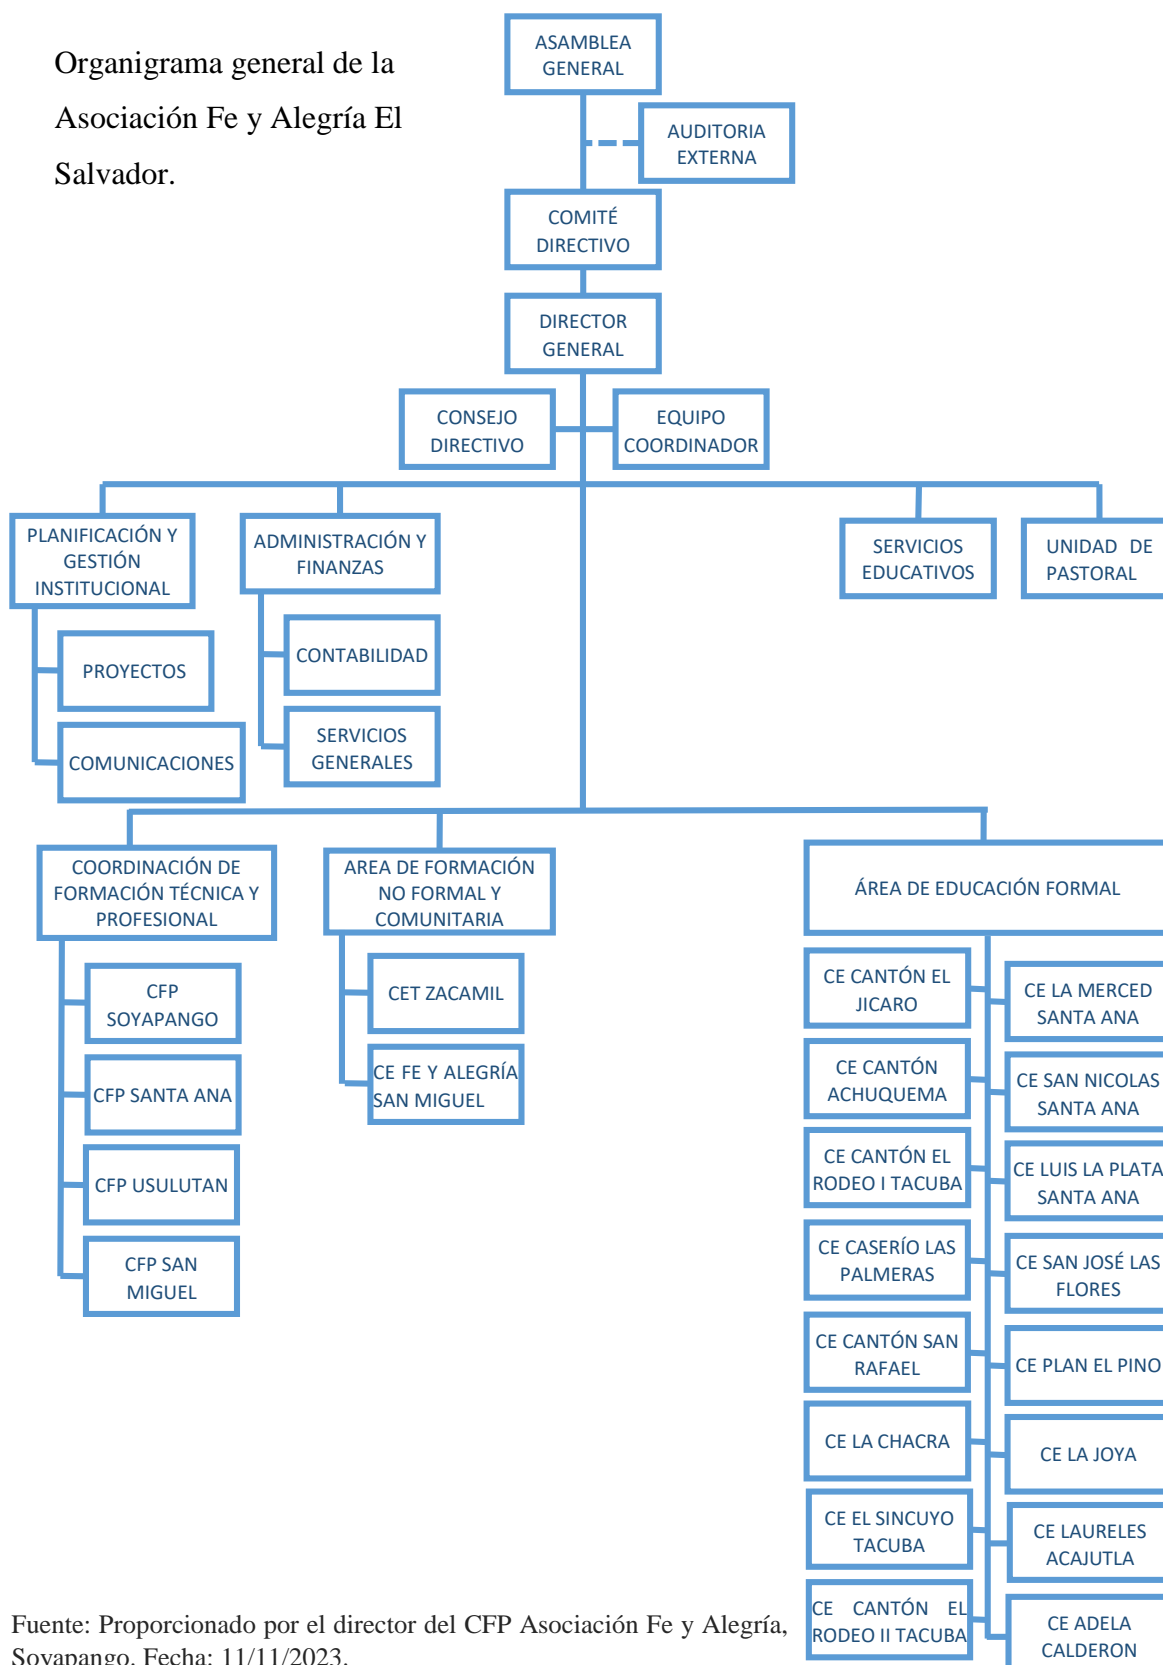 Organigrama general de la
Asociación Fe y Alegría El
Salvador.
ASAMBLEA
GENERAL
AUDITORIA
EXTERNA
COMITÉ
DIRECTIVO
DIRECTOR
GENERAL
CONSEJO
DIRECTIVO
EQUIPO
COORDINADOR
PLANIFICACIÓN Y
GESTIÓN
INSTITUCIONAL
ADMINISTRACIÓN Y
FINANZAS
SERVICIOS
EDUCATIVOS
UNIDAD DE
PASTORAL
PROYECTOS
COMUNICACIONES
CONTABILIDAD
SERVICIOS
GENERALES
COORDINACIÓN DE
FORMACIÓN TÉCNICA Y
PROFESIONAL
AREA DE FORMACIÓN
NO FORMAL Y
COMUNITARIA
ÁREA DE EDUCACIÓN FORMAL
CFP
SOYAPANGO
CFP SANTA ANA
CFP USULUTAN
CFP SAN
MIGUEL
CET ZACAMIL
CE FE Y ALEGRÍA
SAN MIGUEL
CE CANTÓN EL
JICARO
CE CANTÓN
ACHUQUEMA
CE CANTÓN EL
RODEO I TACUBA
CE CASERÍO LAS
PALMERAS
CE CANTÓN SAN
RAFAEL
CE LA CHACRA
CE EL SINCUYO
TACUBA
CE CANTÓN EL
RODEO II TACUBA
CE LA MERCED
SANTA ANA
CE SAN NICOLAS
SANTA ANA
CE LUIS LA PLATA
SANTA ANA
CE SAN JOSÉ LAS
FLORES
CE PLAN EL PINO
CE LA JOYA
CE LAURELES
ACAJUTLA
CE ADELA
CALDERON
Fuente: Proporcionado por el director del CFP Asociación Fe y Alegría,
Soyapango. Fecha: 11/11/2023.